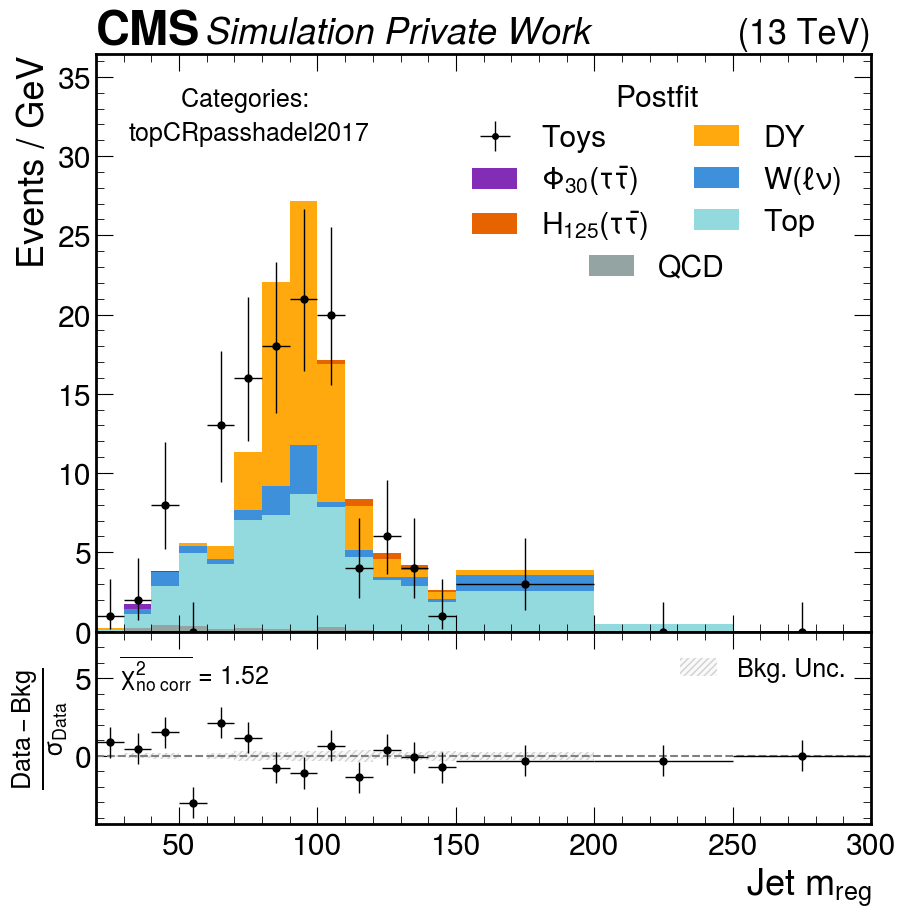 CMS Simulation Private Work (13 TeV)
Events / GeV
35
30
25
20
15
10
5
0
Categories:
topCRpasshadel2017
Postfit
Toys
DY
Φ30(ττ̄)
W(ℓν)
H125(ττ̄)
Top
QCD
Data − Bkg
σData
5
0
χ²no corr = 1.52
Bkg. Unc.
50 100 150 200 250 300
Jet mreg